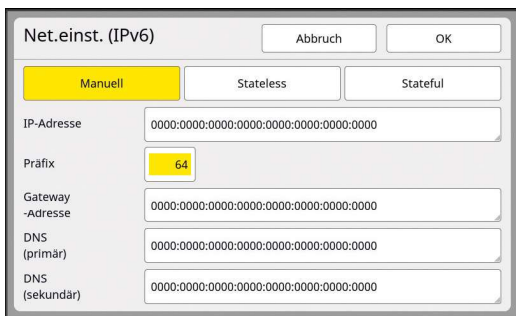 Net.einst. (IPv6) Abbruch OK
Manuell Stateless Stateful
IP-Adresse 0000:0000:0000:0000:0000:0000:0000:0000
Präfix 64
Gateway
-Adresse 0000:0000:0000:0000:0000:0000:0000:0000
DNS
(primär) 0000:0000:0000:0000:0000:0000:0000:0000
DNS
(sekundär) 0000:0000:0000:0000:0000:0000:0000:0000